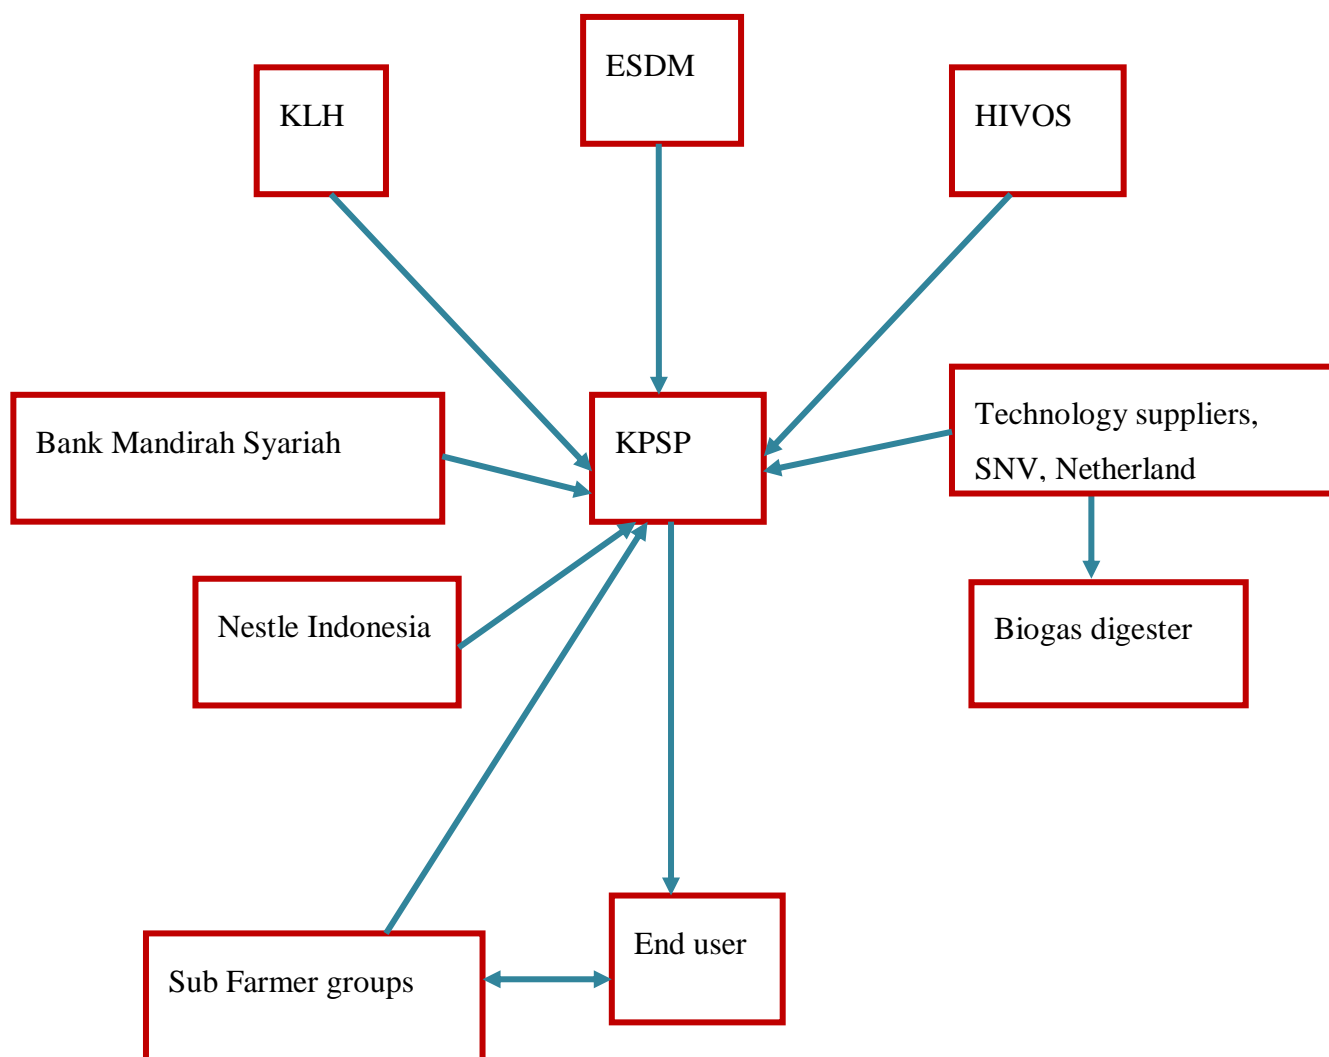 ESDM
KLH
HIVOS
Bank Mandirah Syariah
KPSP
Technology suppliers,
SNV, Netherland
Nestle Indonesia
Biogas digester
End user
Sub Farmer groups